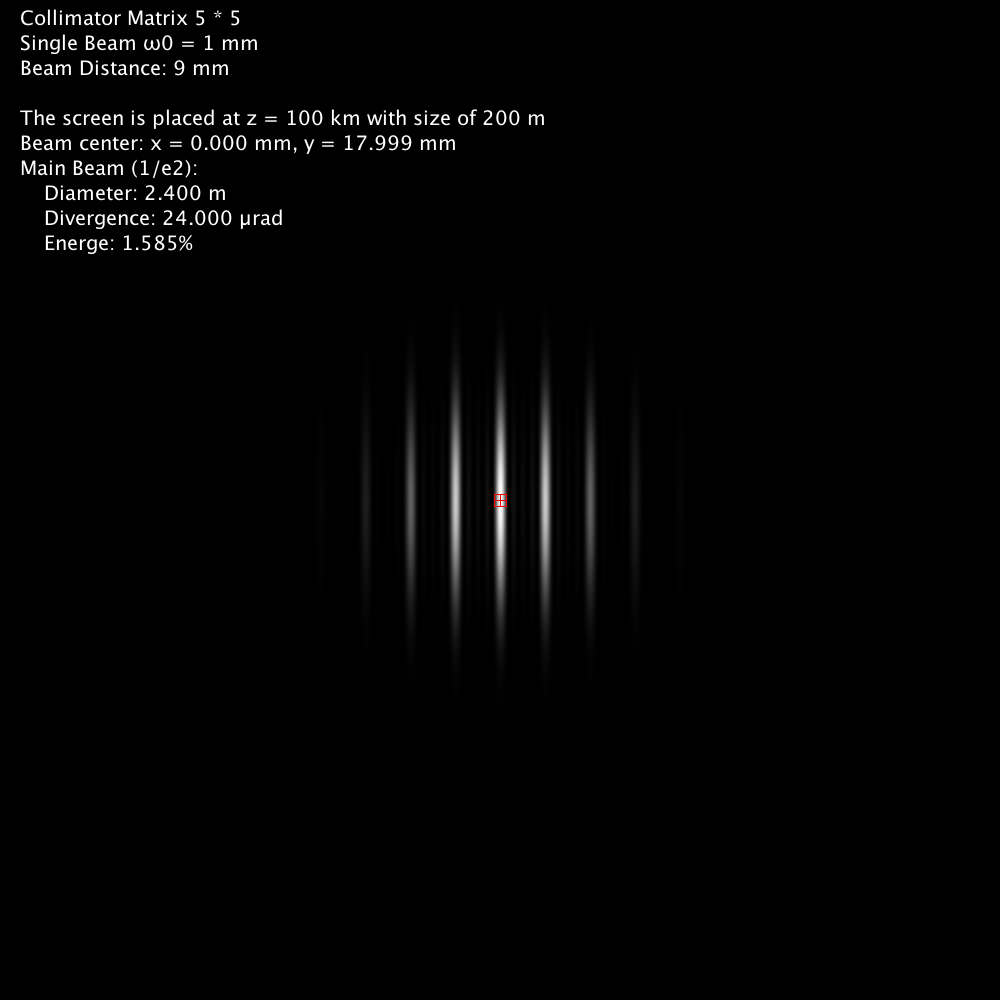 Collimator Matrix 5 * 5
Single Beam ω0 = 1 mm
Beam Distance: 9 mm
The screen is placed at z = 100 km with size of 200 m
Beam center: x = 0.000 mm, y = 17.999 mm
Main Beam (1/e2):
Diameter: 2.400 m
Divergence: 24.000 μrad
Energe: 1.585%